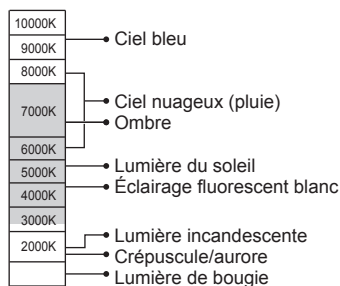 10000K
9000K
Ciel bleu
8000K
7000K
Ciel nuageux (pluie)
Ombre
6000K
5000K
Lumière du soleil
4000K
Éclairage fluorescent blanc
3000K
2000K
Lumière incandescente
Crépuscule/aurore
Lumière de bougie